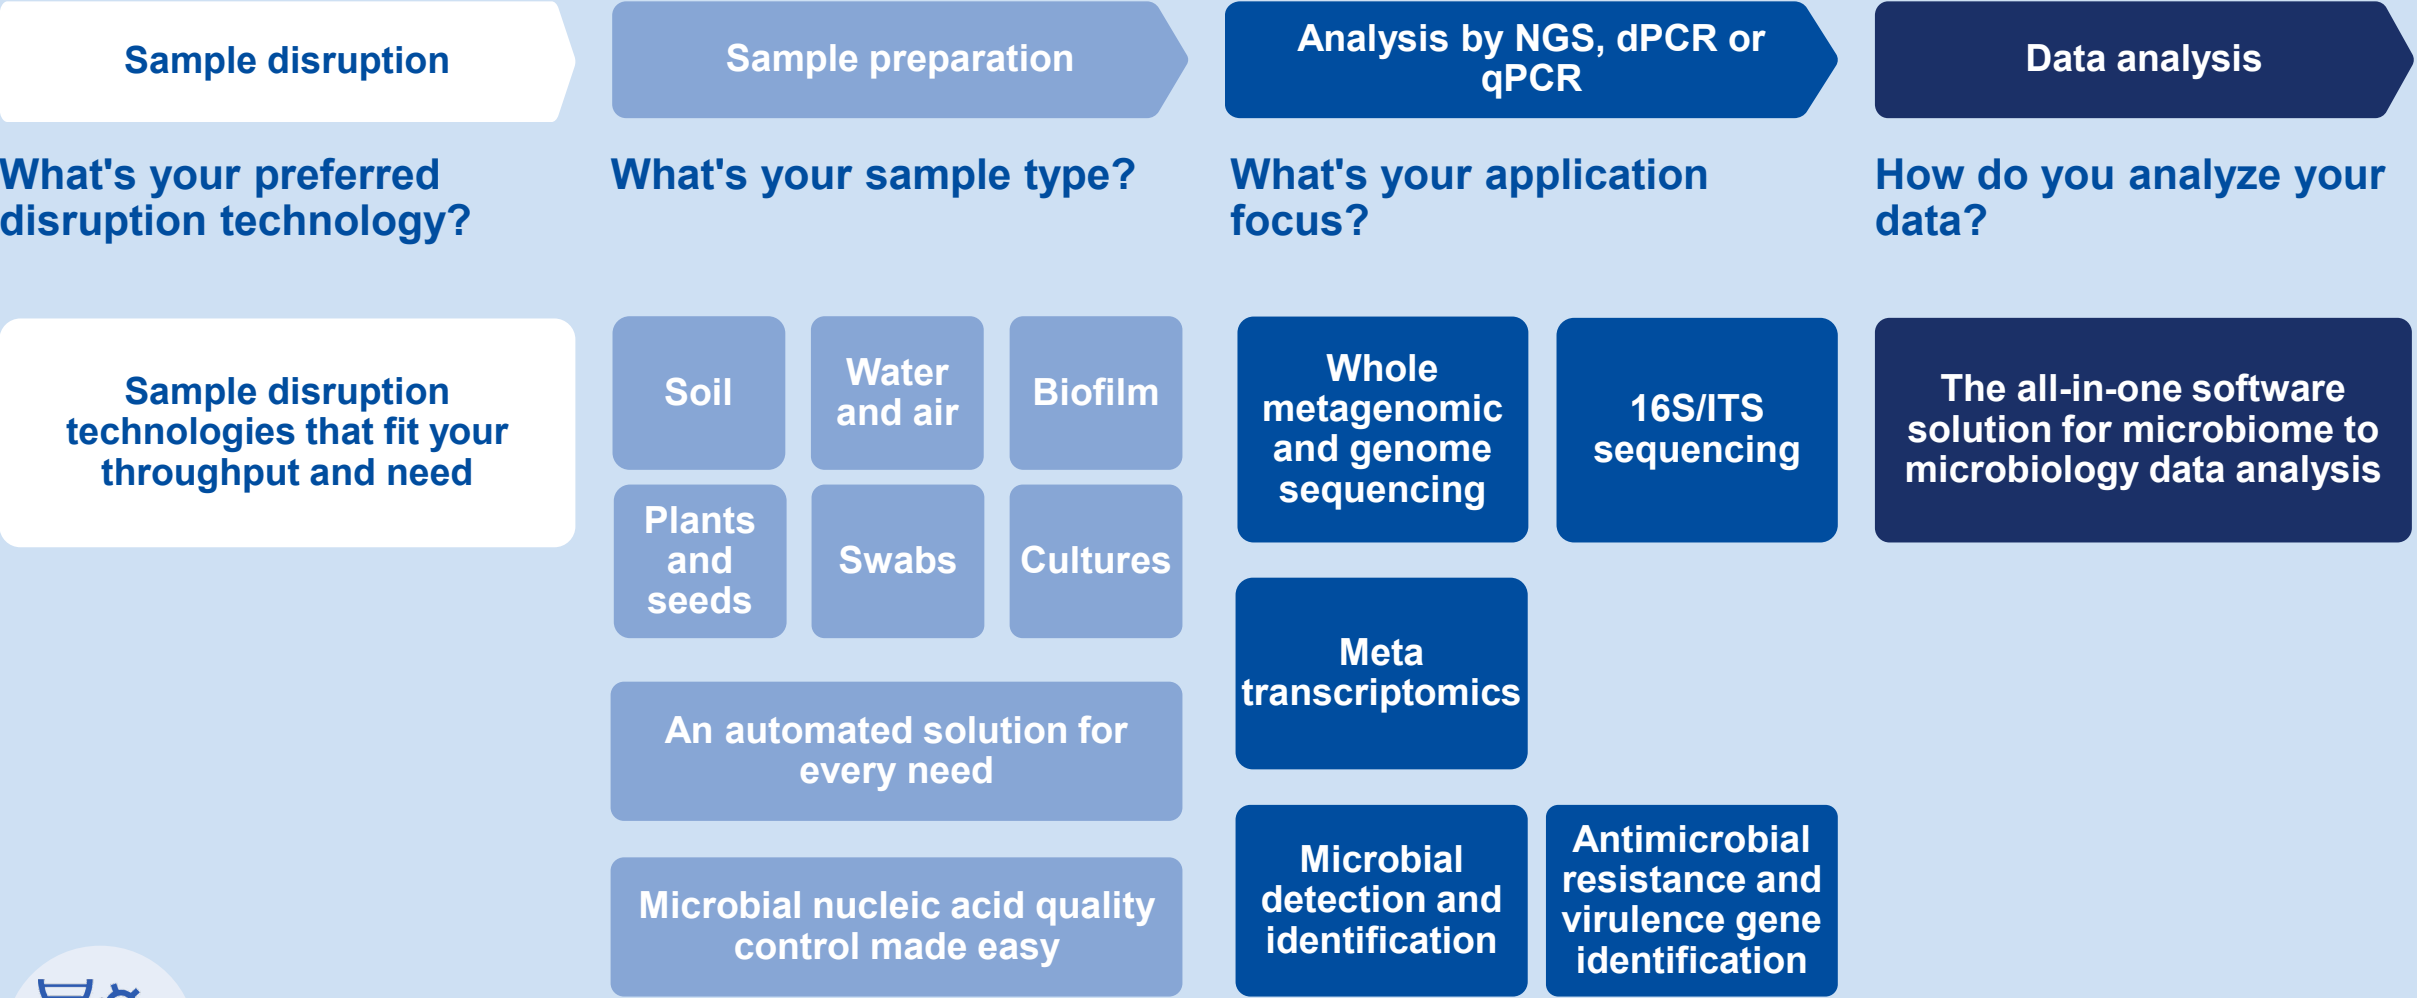 Sample disruption
Sample preparation
Analysis by NGS, dPCR or
qPCR
Data analysis
What's your preferred
disruption technology?
What's your sample type?
What's your application
focus?
How do you analyze your
data?
Sample disruption
technologies that fit your
throughput and need
Soil
Water
and air
Biofilm
Plants
and
seeds
Swabs
Cultures
An automated solution for
every need
Microbial nucleic acid quality
control made easy
Whole
metagenomic
and genome
sequencing
16S/ITS
sequencing
Meta
transcriptomics
Microbial
detection and
identification
Antimicrobial
resistance and
virulence gene
identification
The all-in-one software
solution for microbiome to
microbiology data analysis